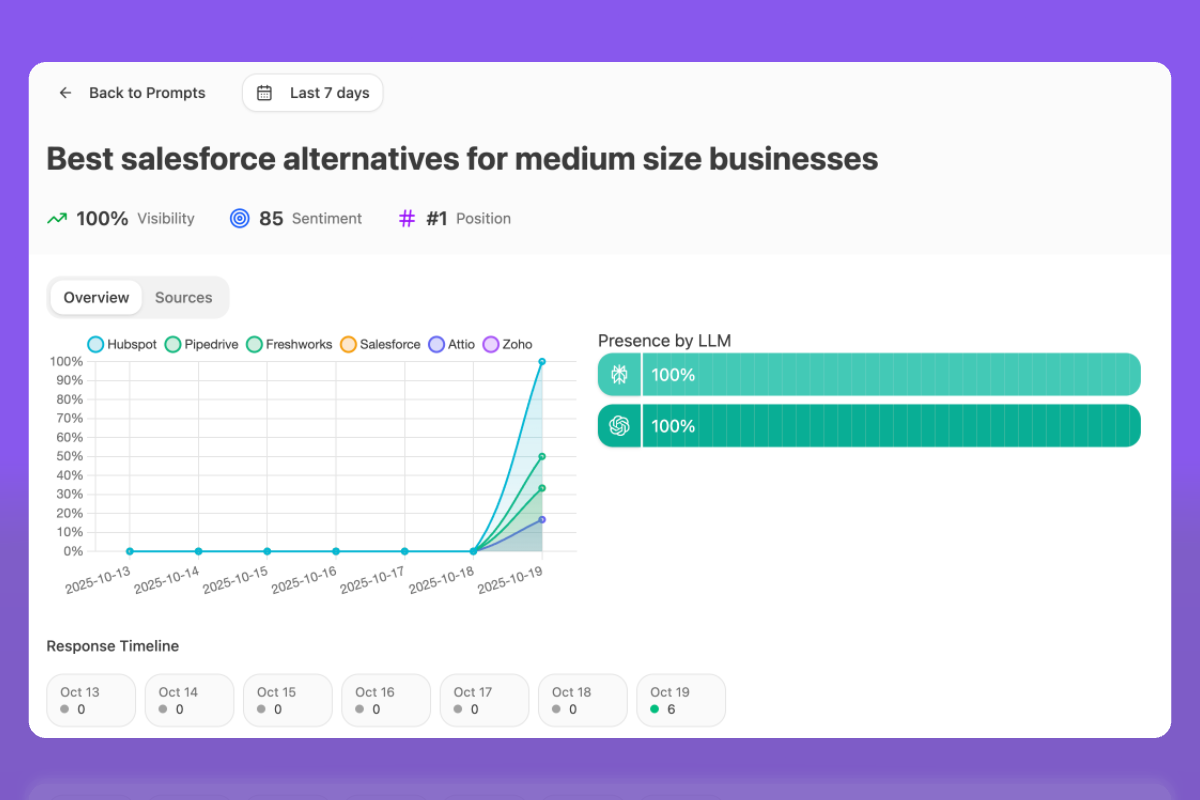 Back to Prompts Last 7 days
Best salesforce alternatives for medium size businesses
100% Visibility 85 Sentiment #1 Position
Overview Sources
Hubspot Pipedrive Freshworks Salesforce Attio Zoho
100%
90%
80%
70%
60%
50%
40%
30%
20%
10%
0%
2025-10-13 2025-10-14 2025-10-15 2025-10-16 2025-10-17 2025-10-18 2025-10-19
Presence by LLM
100%
100%
Response Timeline
Oct 13 Oct 14 Oct 15 Oct 16 Oct 17 Oct 18 Oct 19
0 0 0 0 0 0 6